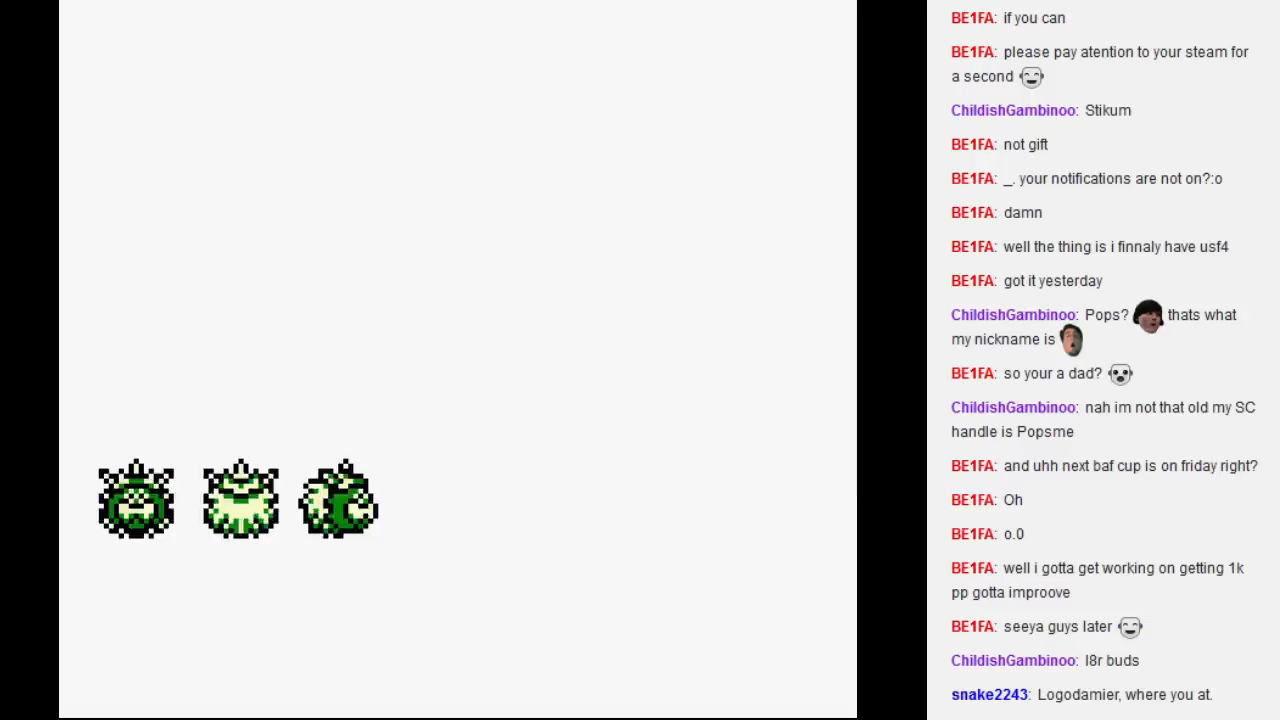 BE1FA: if you can
BE1FA: please pay atention to your steam for
a second
ChildishGambinoo: Stikum
BE1FA: not gift
BE1FA: _. your notifications are not on?:o
BE1FA: damn
BE1FA: well the thing is i finnaly have usf4
BE1FA: got it yesterday
ChildishGambinoo: Pops? thats what
my nickname is
BE1FA: so your a dad?
ChildishGambinoo: nah im not that old my SC
handle is Popsme
BE1FA: and uhh next baf cup is on friday right?
BE1FA: Oh
BE1FA: o.0
BE1FA: well i gotta get working on getting 1k
pp gotta improove
BE1FA: seeya guys later
ChildishGambinoo: l8r buds
snake2243: Logodamier, where you at.